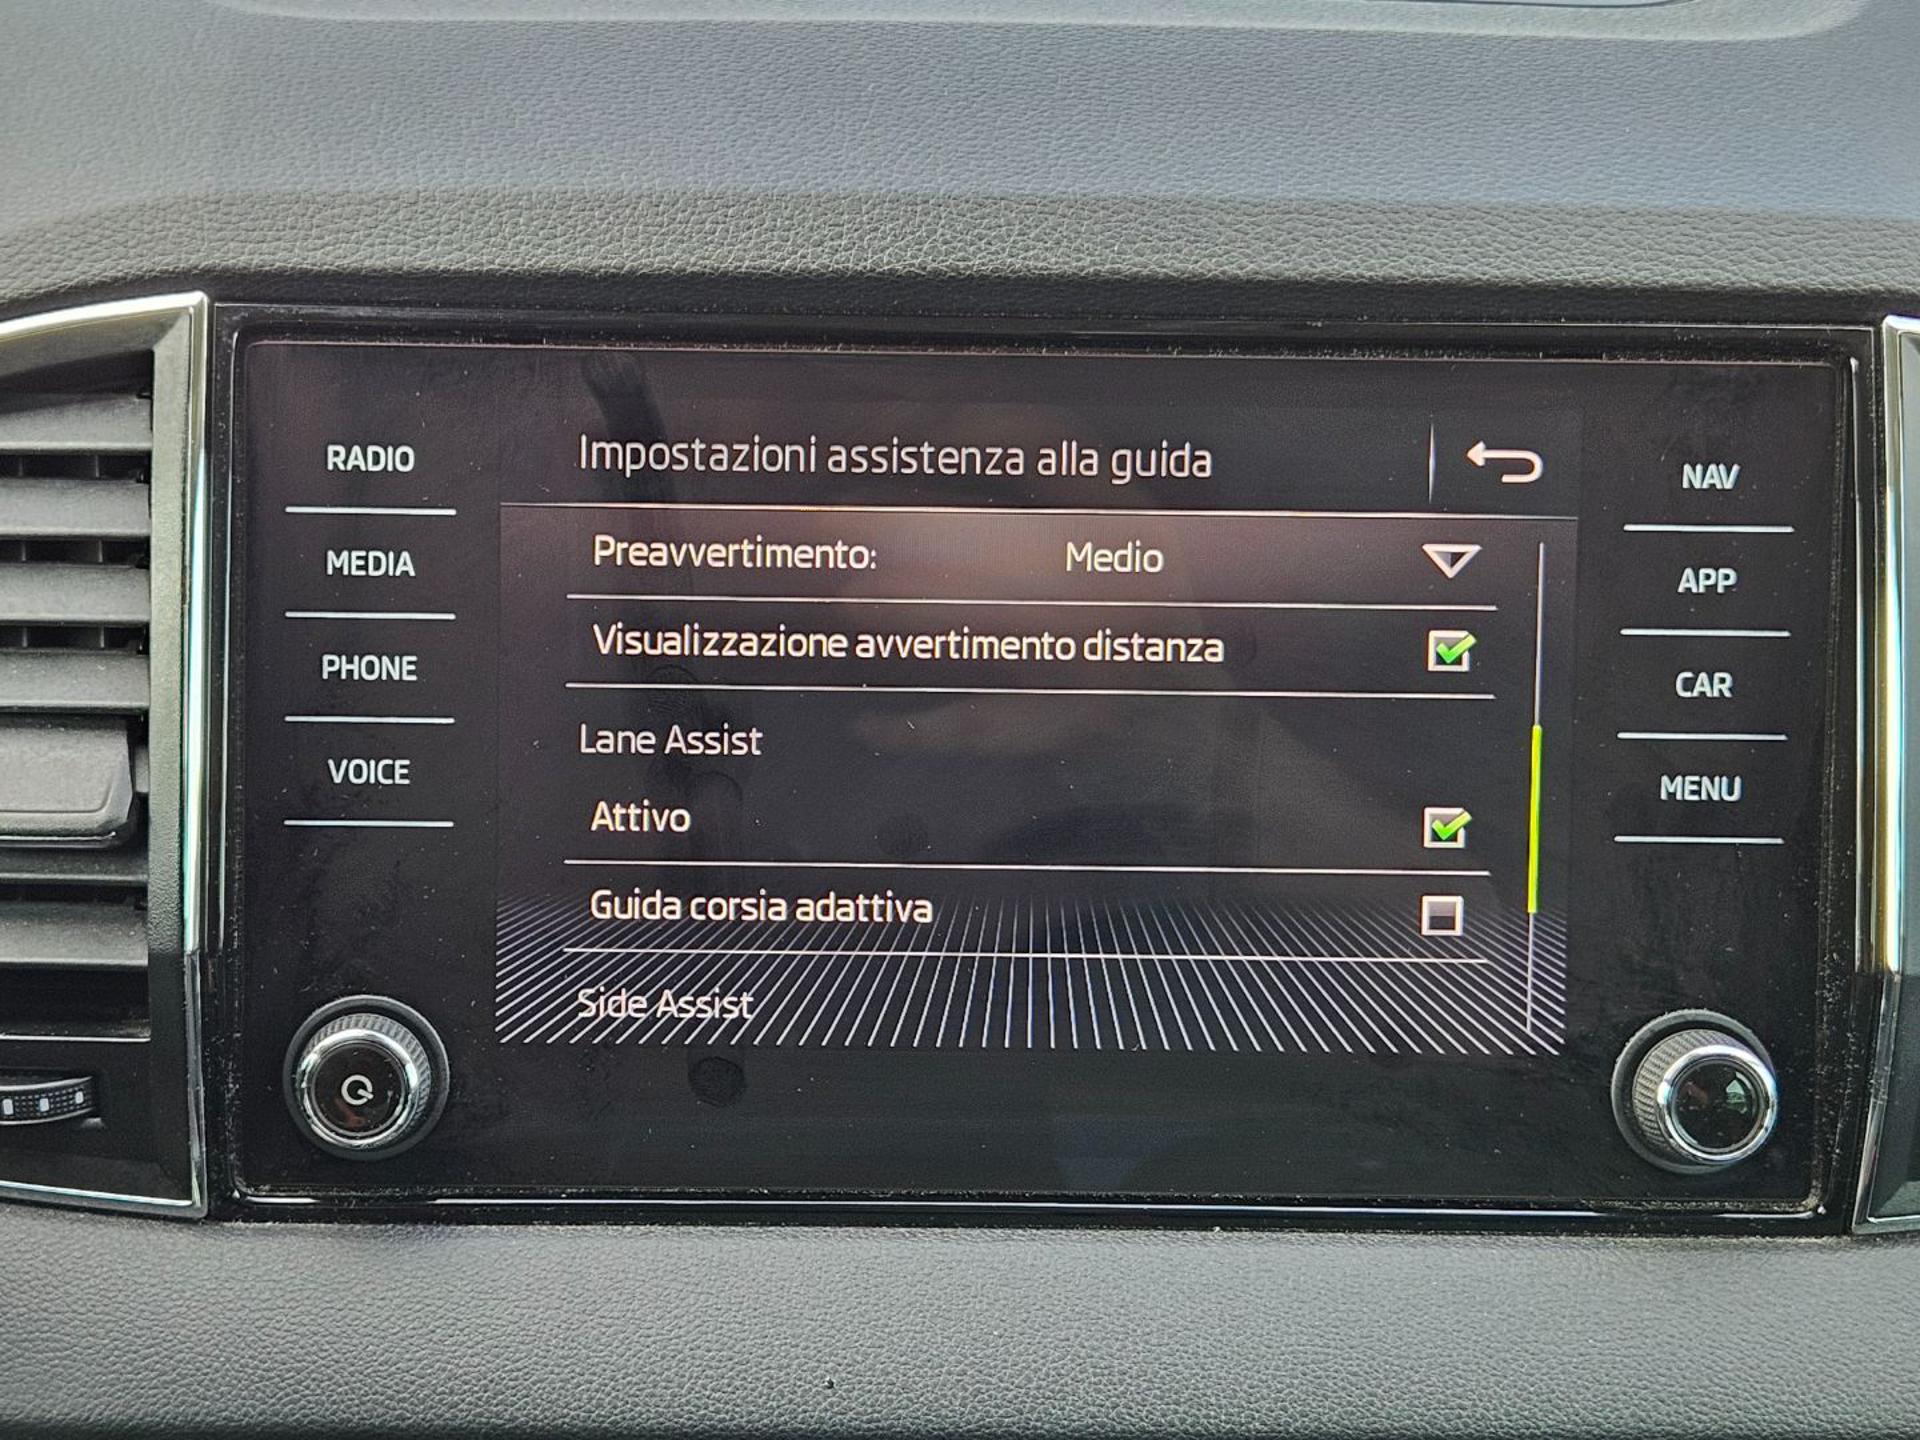 RADIO
MEDIA
PHONE
VOICE
Impostazioni assistenza alla guida
Preavvertimento: Medio
Visualizzazione avvertimento distanza
Lane Assist
Attivo
Guida corsia adattiva
Side Assist
NAV
APP
CAR
MENU